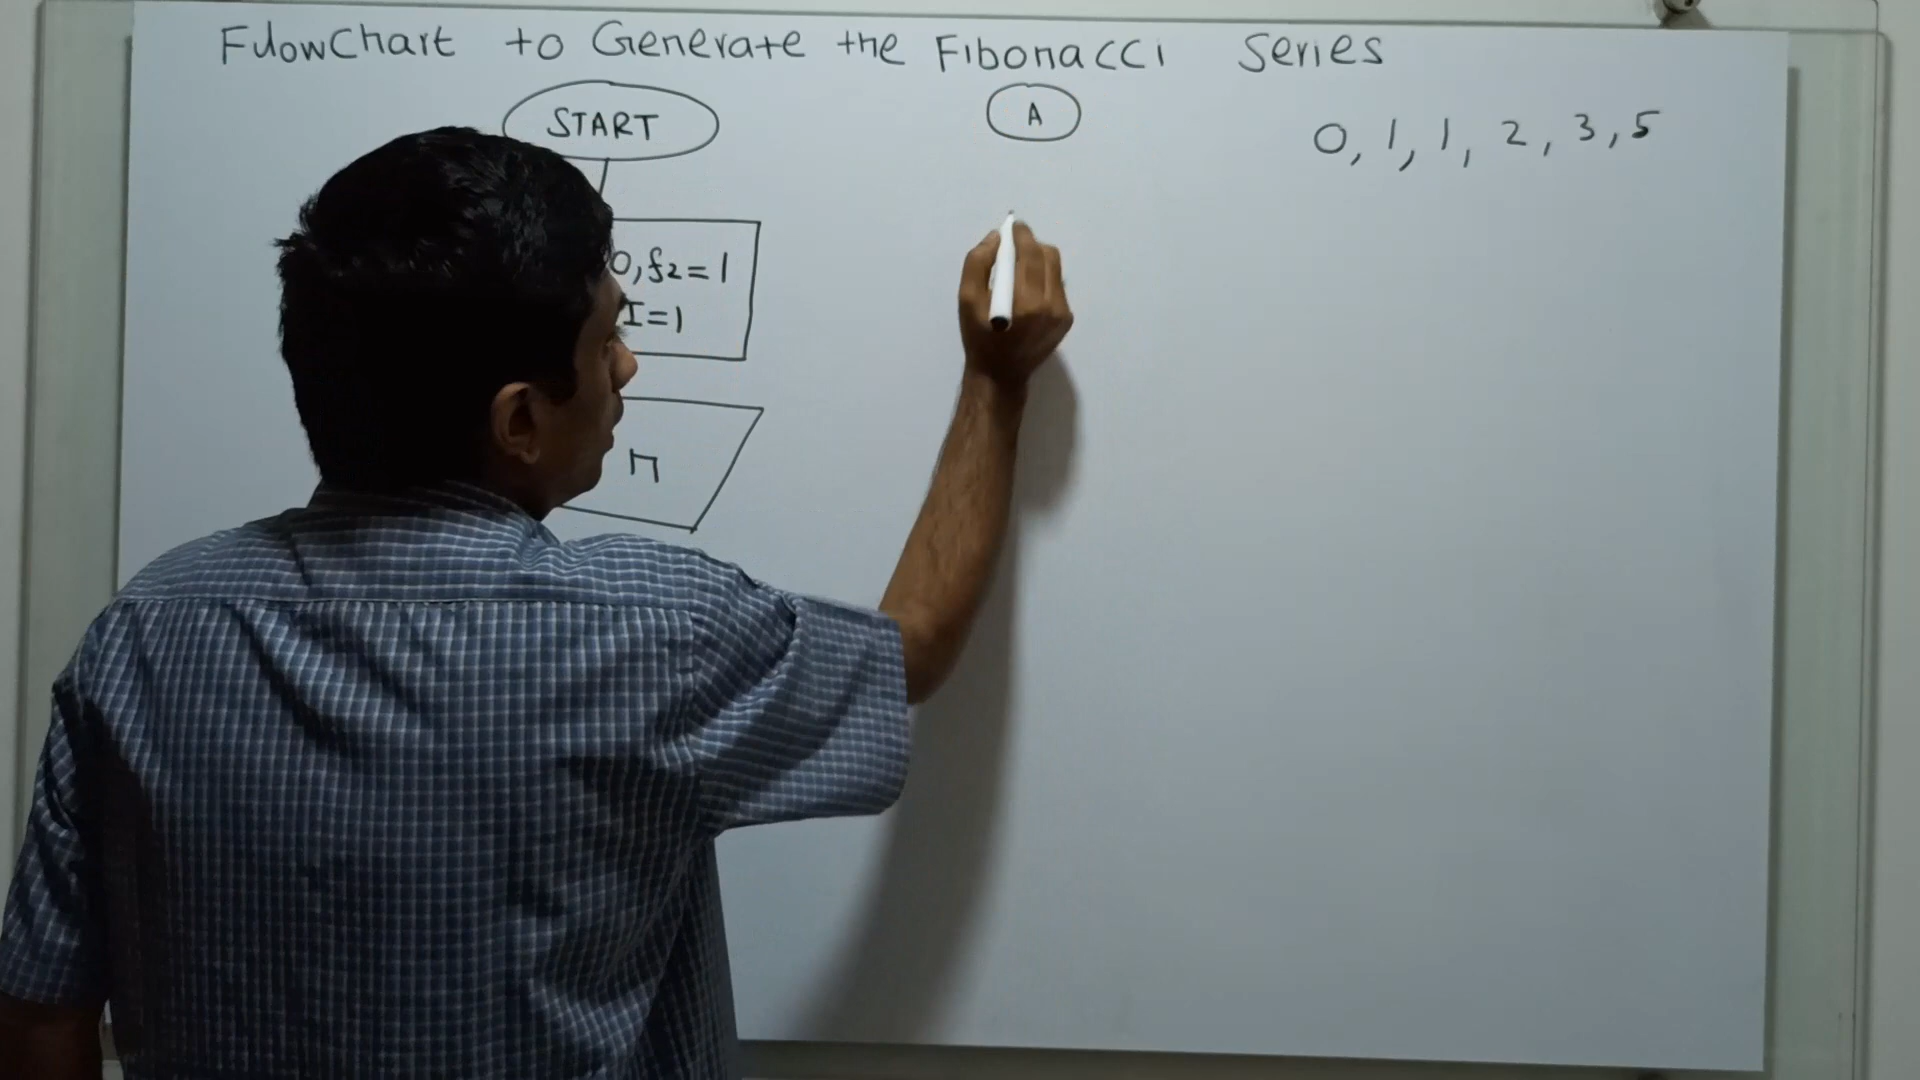 FlowChart to Generate the Fibonacci Series
START
A
0, 1, 1, 2, 3, 5
0, f2 = 1
I = 1
n